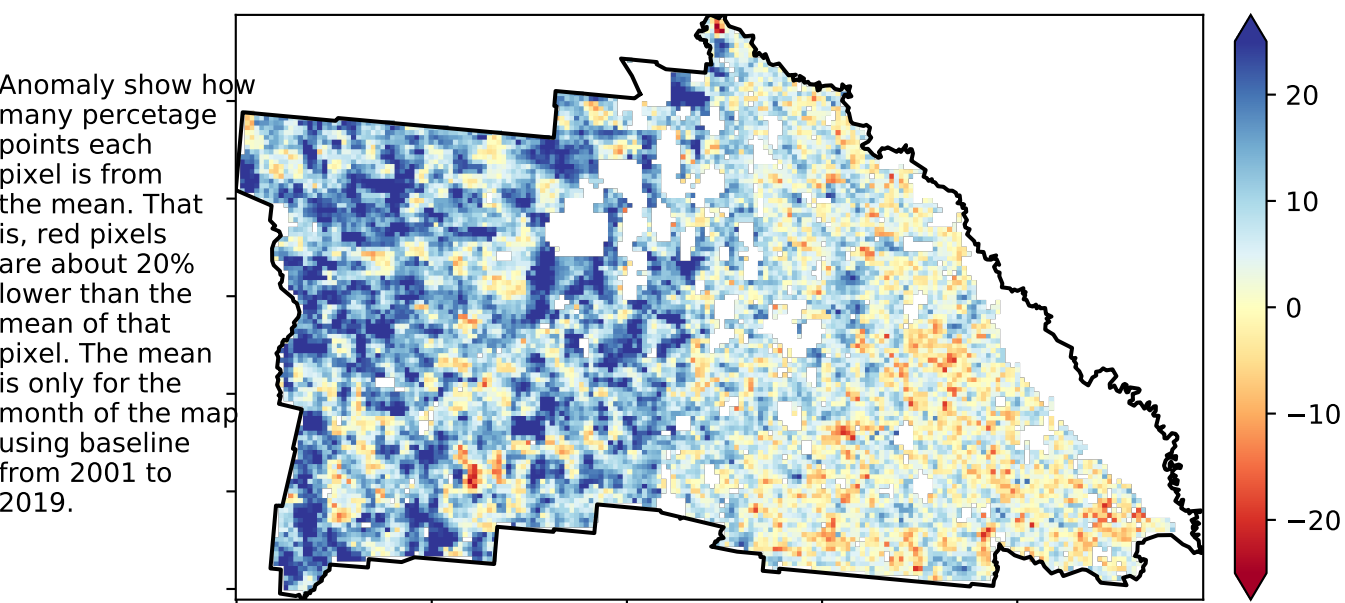 Anomaly show how
many percetage
points each
pixel is from
the mean. That
is, red pixels
are about 20%
lower than the
mean of that
pixel. The mean
is only for the
month of the map
using baseline
from 2001 to
2019.
20
10
0
−10
−20